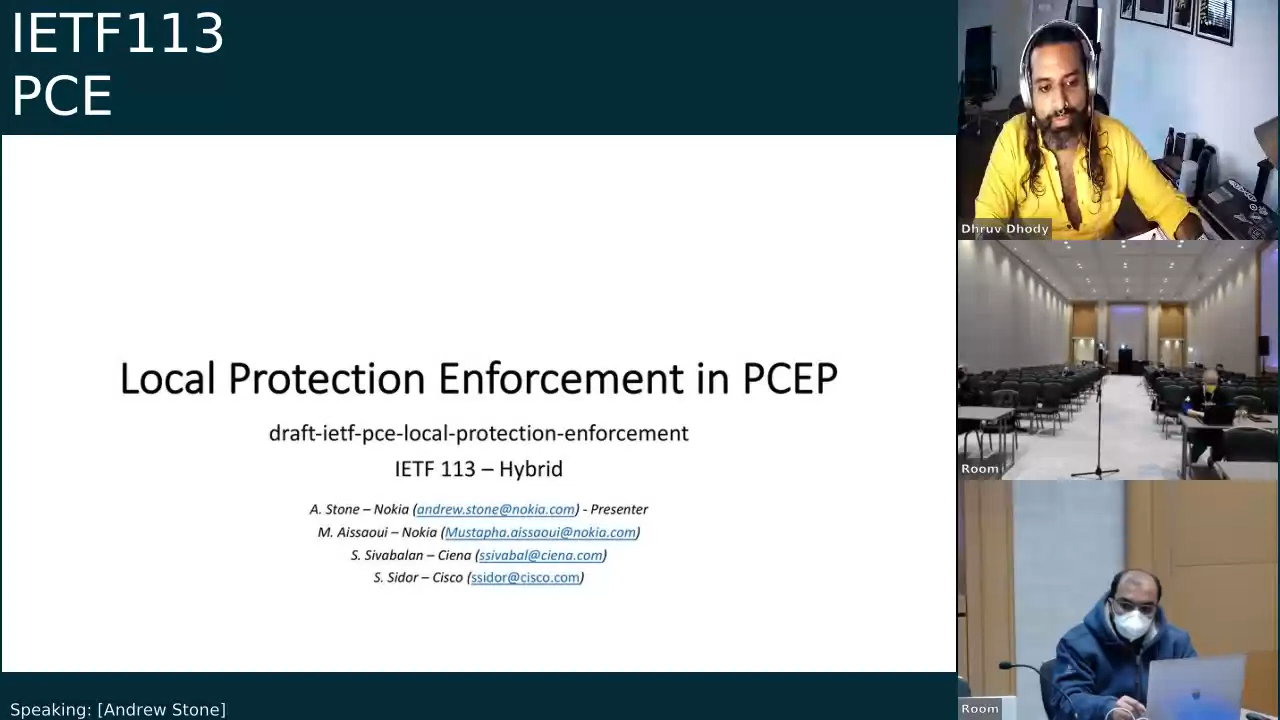 IETF113
PCE
Local Protection Enforcement in PCEP
draft-ietf-pce-local-protection-enforcement
IETF 113 – Hybrid
A. Stone – Nokia (andrew.stone@nokia.com) - Presenter
M. Aissaoui – Nokia (Mustapha.aissaoui@nokia.com)
S. Sivabalan – Ciena (ssivabal@ciena.com)
S. Sidor – Cisco (ssidor@cisco.com)
Speaking: [Andrew Stone]
Dhruv Dhody
Room
Room